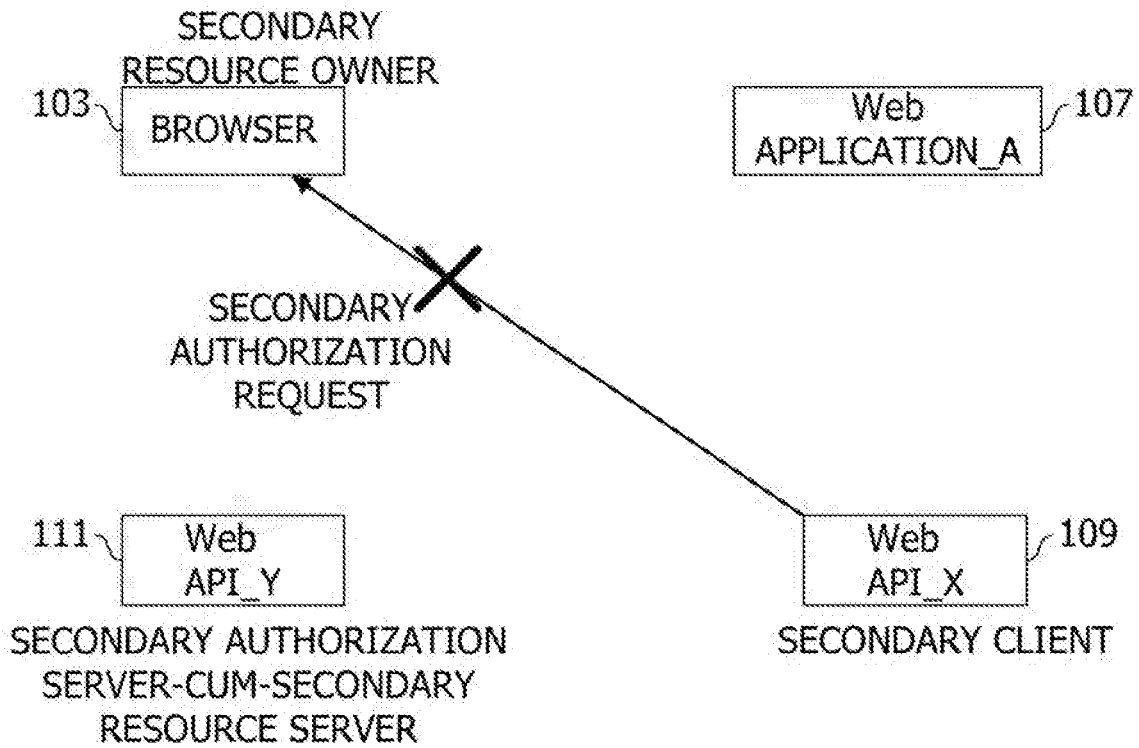 SECONDARY
RESOURCE OWNER
103
BROWSER
Web
APPLICATION_A
107
SECONDARY
AUTHORIZATION
REQUEST
111
Web
API_Y
Web
API_X
109
SECONDARY AUTHORIZATION
SERVER-CUM-SECONDARY
RESOURCE SERVER
SECONDARY CLIENT